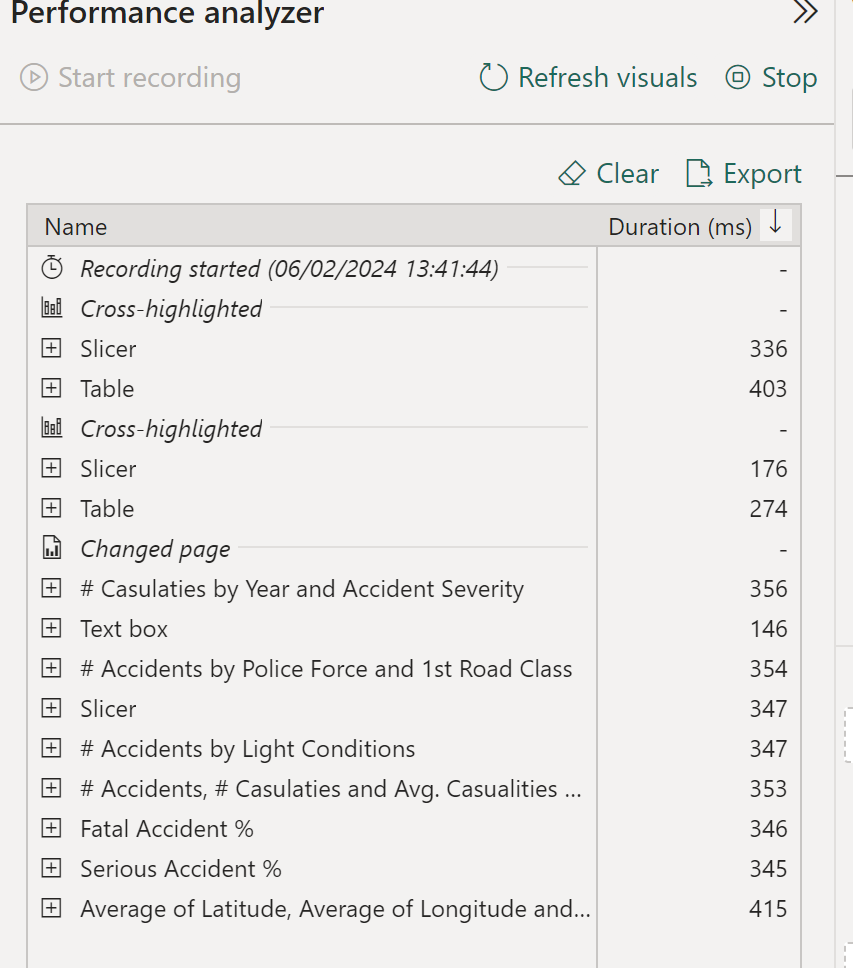 Performance analyzer
Start recording Refresh visuals Stop
Clear Export
Name Duration (ms)
Recording started (06/02/2024 13:41:44) -
Cross-highlighted -
Slicer 336
Table 403
Cross-highlighted -
Slicer 176
Table 274
Changed page -
# Casulaties by Year and Accident Severity 356
Text box 146
# Accidents by Police Force and 1st Road Class 354
Slicer 347
# Accidents by Light Conditions 347
# Accidents, # Casulaties and Avg. Casualities ... 353
Fatal Accident % 346
Serious Accident % 345
Average of Latitude, Average of Longitude and... 415